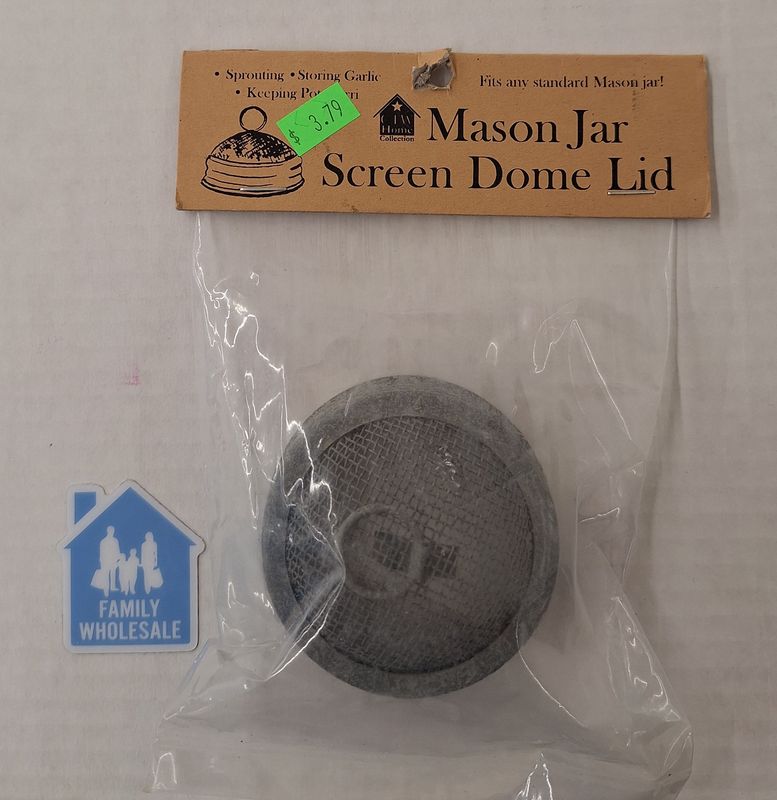 • Sprouting • Storing Garlic
• Keeping
Fits any standard Mason jar!
$ 3.79
CTW
Home
Collection
Mason Jar
Screen Dome Lid
FAMILY
WHOLESALE